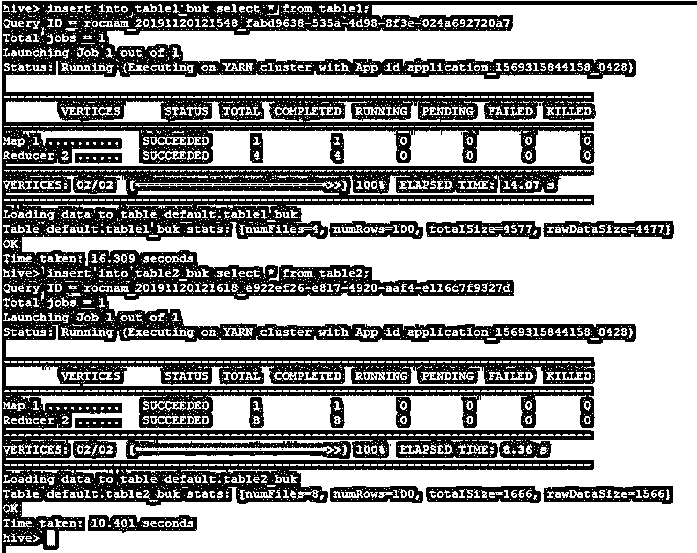 hive> insert into table1_buk select * from table1;
Query ID = rocnam_20191120121548_fabd9638-535a-4d98-8f3a-024a692720a7
Total jobs = 1
Launching Job 1 out of 1
Status: Running (Executing on YARN cluster with App id application_1569315844158_0428)
VERTICES STATUS TOTAL COMPLETED RUNNING PENDING FAILED KILLED
Map 1 .......... SUCCEEDED 1 1 0 0 0 0
Reducer 2 ...... SUCCEEDED 4 4 0 0 0 0
VERTICES: 02/02 [==========================>>] 100% ELAPSED TIME: 14.07 s
Loading data to table default.table1_buk
Table default.table1_buk stats: [numFiles=4, numRows=100, totalSize=4577, rawDataSize=4477]
OK
Time taken: 16.309 seconds
hive> insert into table2_buk select * from table2;
Query ID = rocnam_20191120121618_e922ef26-e817-4920-aaf4-e116c7f9327d
Total jobs = 1
Launching Job 1 out of 1
Status: Running (Executing on YARN cluster with App id application_1569315844158_0428)
VERTICES STATUS TOTAL COMPLETED RUNNING PENDING FAILED KILLED
Map 1 .......... SUCCEEDED 1 1 0 0 0 0
Reducer 2 ...... SUCCEEDED 8 8 0 0 0 0
VERTICES: 02/02 [==========================>>] 100% ELAPSED TIME: s
Loading data to table default.table2_buk
Table default.table2_buk stats: [numFiles=8, numRows=100, totalSize=1666, rawDataSize=1566]
OK
Time taken: 10.401 seconds
hive>